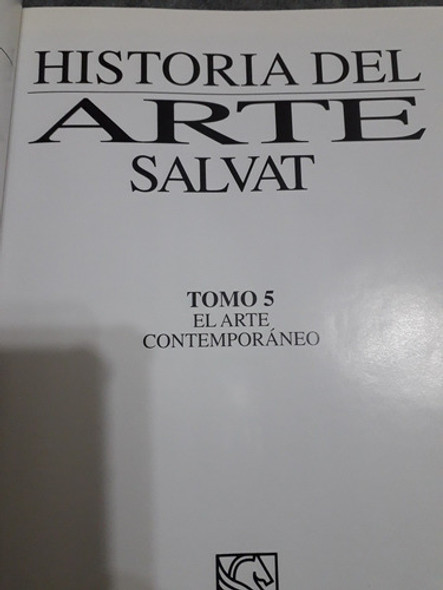 HISTORIA DEL
ARTE
SALVAT
TOMO 5
EL ARTE
CONTEMPORÁNEO